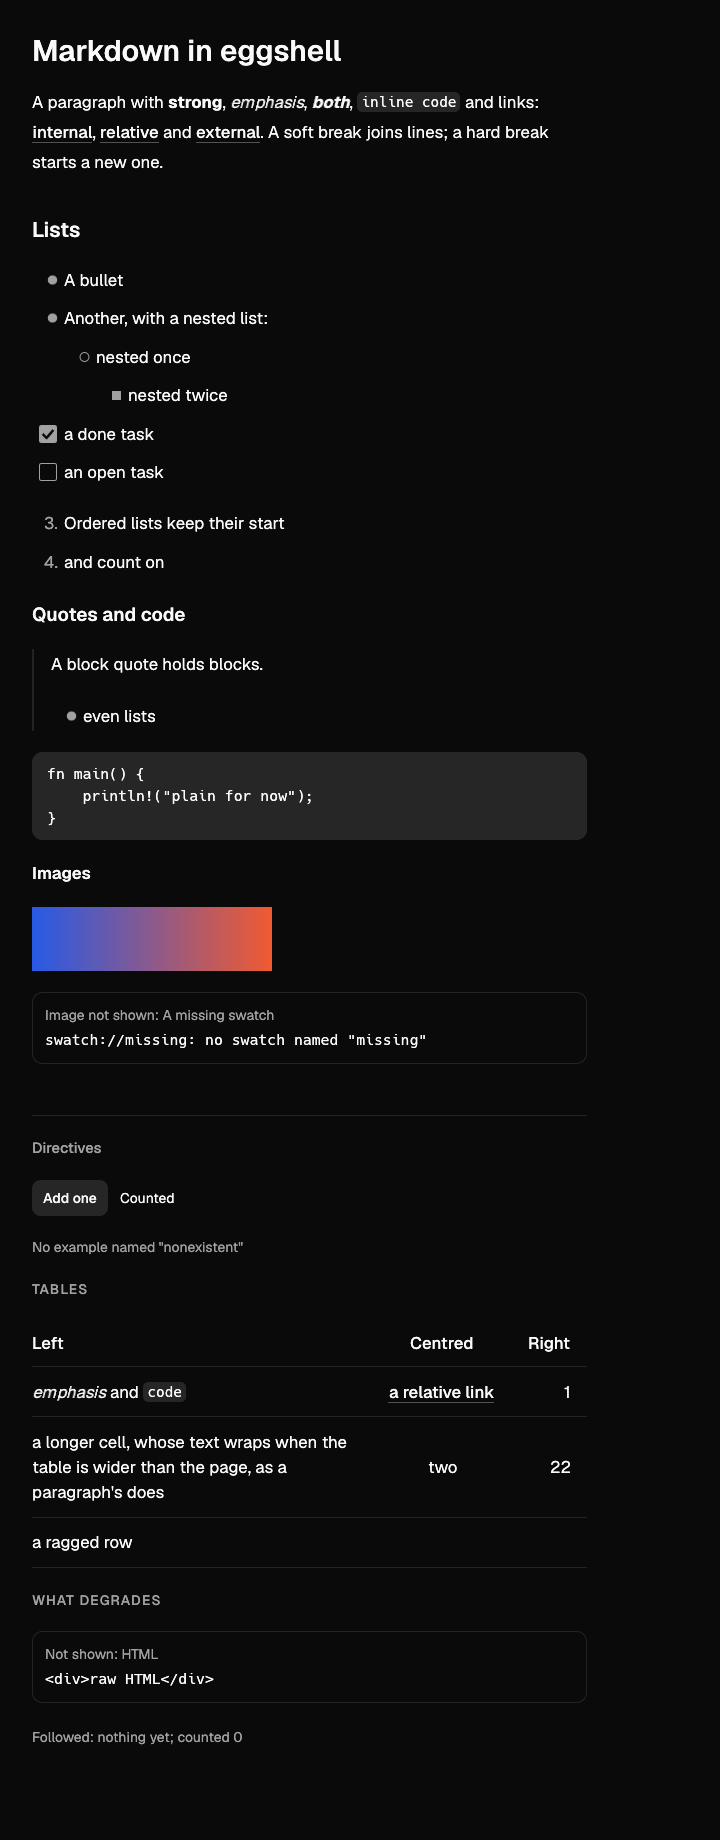 Markdown in eggshell
A paragraph with strong, emphasis, both, inline code and links:
internal, relative and external. A soft break joins lines; a hard break
starts a new one.
Lists
A bullet
Another, with a nested list:
nested once
nested twice
a done task
an open task
3. Ordered lists keep their start
4. and count on
Quotes and code
A block quote holds blocks.
even lists
fn main() {
    println!("plain for now");
}
Images
Image not shown: A missing swatch
swatch://missing: no swatch named "missing"
Directives
Add one Counted
No example named "nonexistent"
TABLES
Left Centred Right
emphasis and code a relative link 1
a longer cell, whose text wraps when the
table is wider than the page, as a two 22
paragraph's does
a ragged row
WHAT DEGRADES
Not shown: HTML
<div>raw HTML</div>
Followed: nothing yet; counted 0